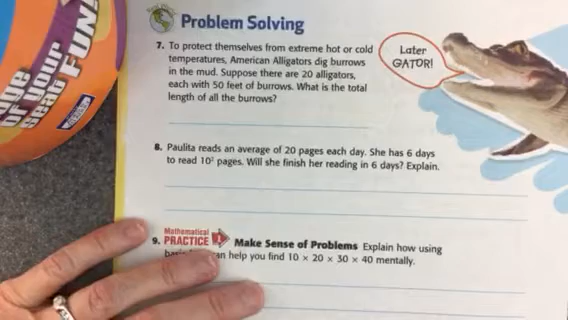 Problem Solving
7. To protect themselves from extreme hot or cold
temperatures, American Alligators dig burrows
in the mud. Suppose there are 20 alligators,
each with 50 feet of burrows. What is the total
length of all the burrows?
Later
GATOR!
8. Paulita reads an average of 20 pages each day. She has 6 days
to read 10² pages. Will she finish her reading in 6 days? Explain.
Mathematical
9. PRACTICE 1 Make Sense of Problems Explain how using
can help you find 10 × 20 × 30 × 40 mentally.
of your
seat FUN!